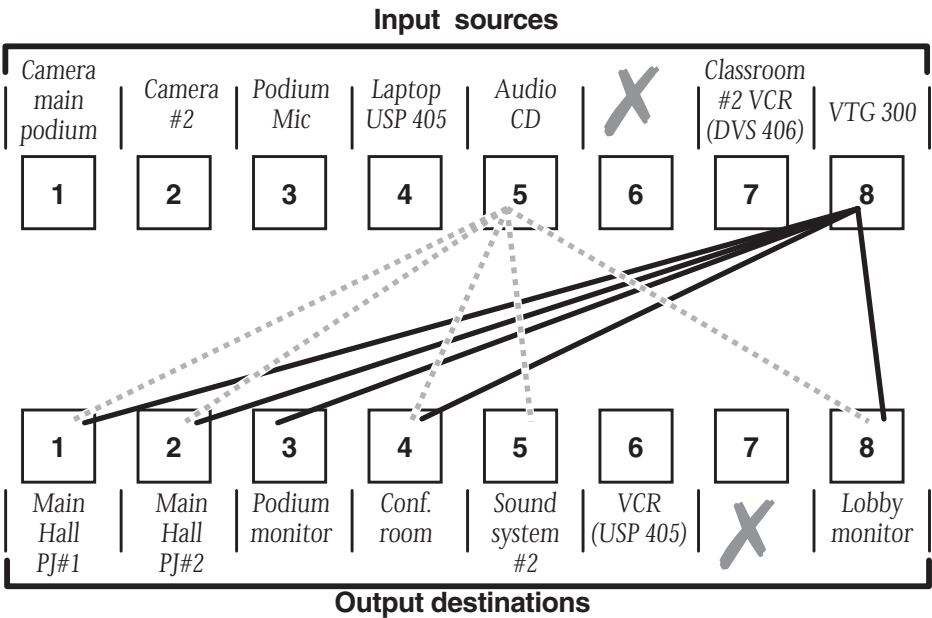 Input sources
Camera
main
podium
Camera
#2
Podium
Mic
Laptop
USP 405
Audio
CD
Classroom
#2 VCR
(DVS 406)
VTG 300
1 2 3 4 5 6 7 8
1 2 3 4 5 6 7 8
Main
Hall
PJ#1
Main
Hall
PJ#2
Podium
monitor
Conf.
room
Sound
system
#2
VCR
(USP 405)
Lobby
monitor
Output destinations